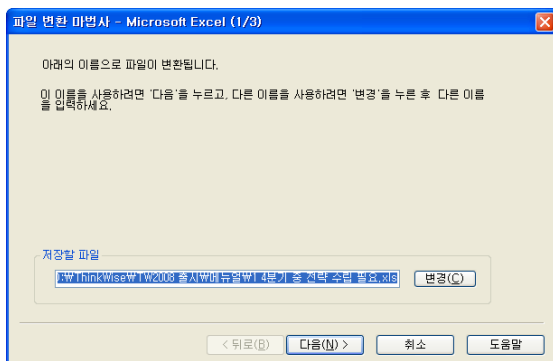 파일 변환 마법사 - Microsoft Excel (1/3)
아래의 이름으로 파일이 변환됩니다.
이 이름을 사용하려면 '다음'을 누르고, 다른 이름을 사용하려면 '변경'을 누른 후 다른 이름
을 입력하세요.
저장할 파일
₩ThinkWise₩TW2008 출시₩메뉴얼₩1 4분기 중 전략 수립 필요.xls
변경(C)
< 뒤로(B)
다음(N) >
취소
도움말